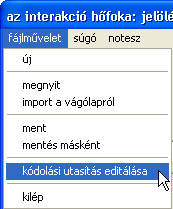 az interakció hőfoka: jelölé
fájlművelet súgó notesz
új
megnyit
import a vágólapról
ment
mentés másként
kódolási utasítás editálása
kilép